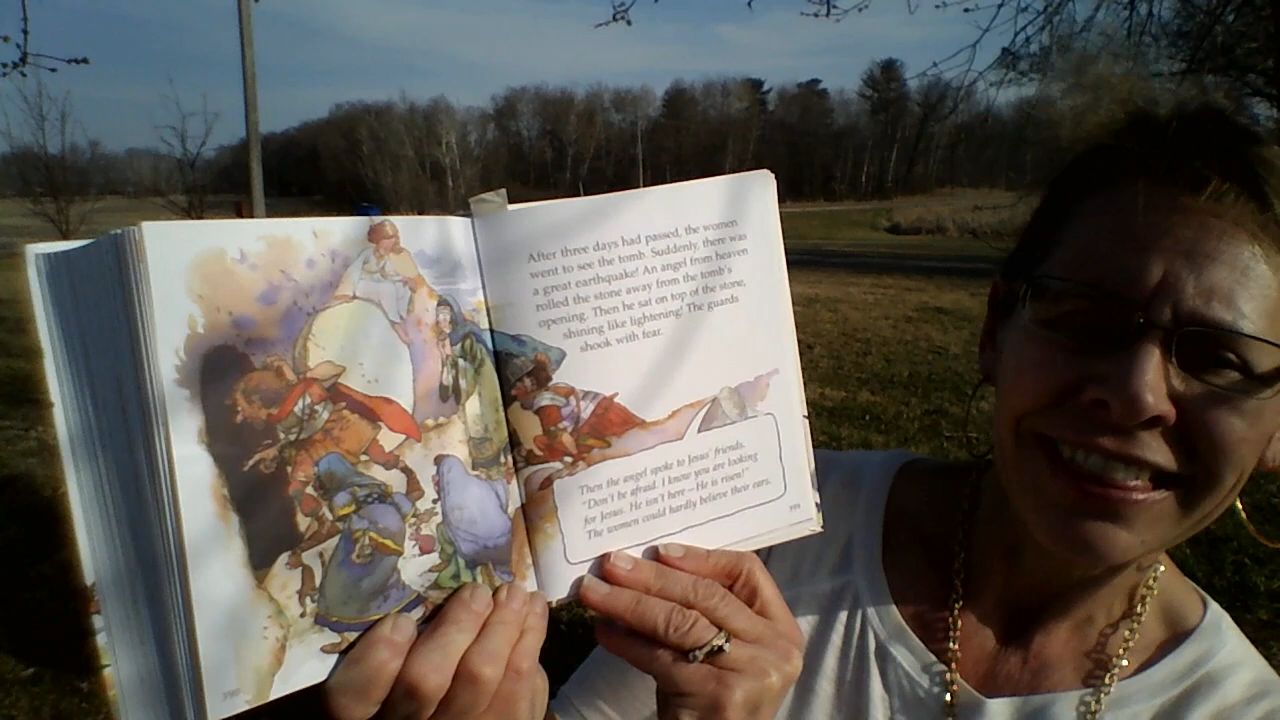 After three days had passed, the women
went to see the tomb. Suddenly, there was
a great earthquake! An angel from heaven
rolled the stone away from the tomb's
opening. Then he sat on top of the stone,
shining like lightening! The guards
shook with fear.
Then the angel spoke to Jesus' friends.
"Don't be afraid. I know you are looking
for Jesus. He isn't here—He is risen!"
The women could hardly believe their ears.